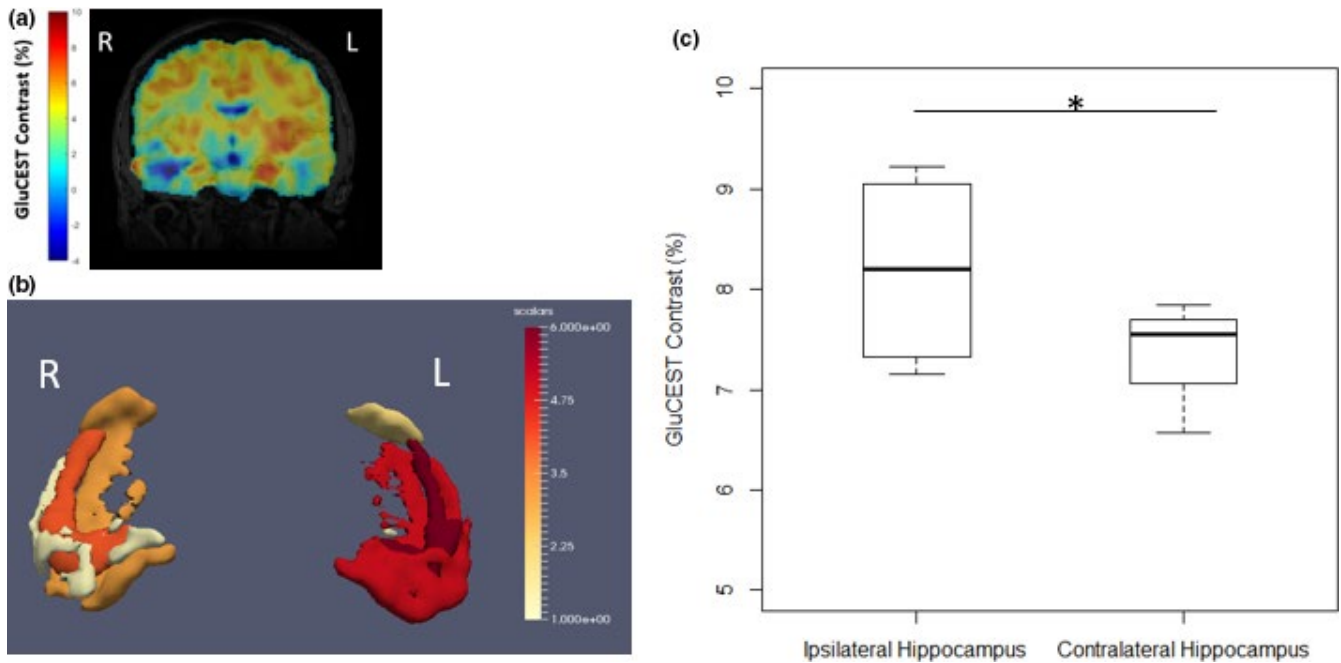 (a)
GluCEST Contrast (%)
10
8
6
4
2
0
-2
-4
R
L
(b)
R
L
scalars
6.000e+00
4.75
3.5
2.25
1.000e+00
(c)
GluCEST Contrast (%)
10
9
8
7
6
5
*
Ipsilateral Hippocampus
Contralateral Hippocampus